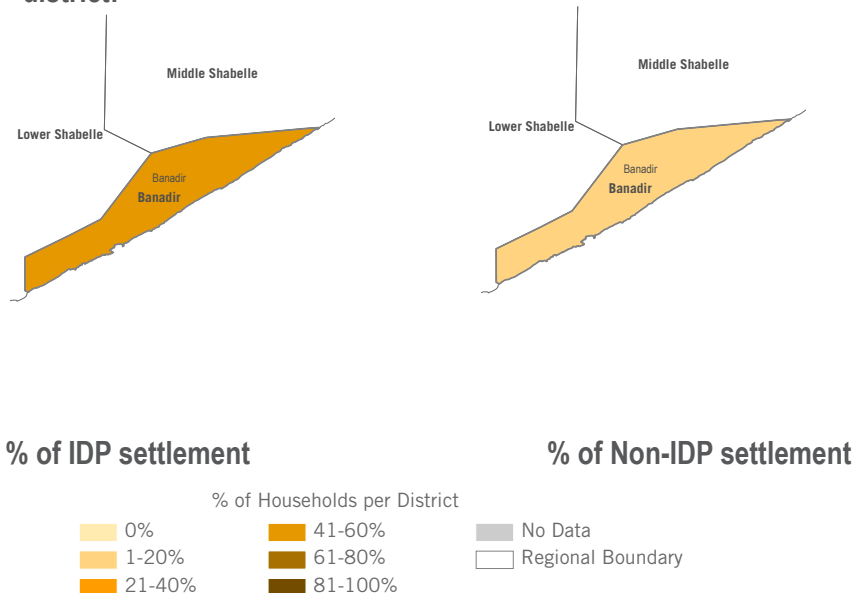 district.
Middle Shabelle
Lower Shabelle
Banadir
Banadir
Middle Shabelle
Lower Shabelle
Banadir
Banadir
% of IDP settlement
% of Non-IDP settlement
% of Households per District
0%
1-20%
21-40%
41-60%
61-80%
81-100%
No Data
Regional Boundary